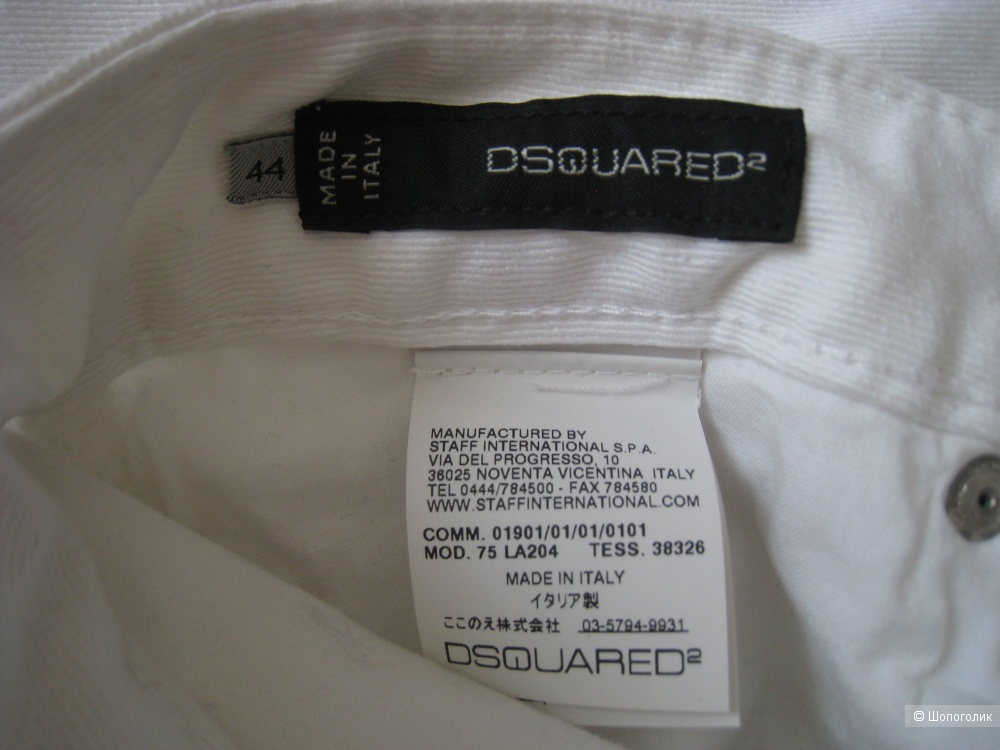 44
MADE
IN
ITALY
DSQUARED2
MANUFACTURED BY
STAFF INTERNATIONAL S.P.A.
VIA DEL PROGRESSO, 10
36025 NOVENTA VICENTINA ITALY
TEL 0444/784500 - FAX 784580
WWW.STAFFINTERNATIONAL.COM
COMM. 01901/01/01/0101
MOD. 75 LA204 TESS. 38326
MADE IN ITALY
イタリア製
ここのえ株式会社 03-5794-9931
DSQUARED2
© Шопоголик